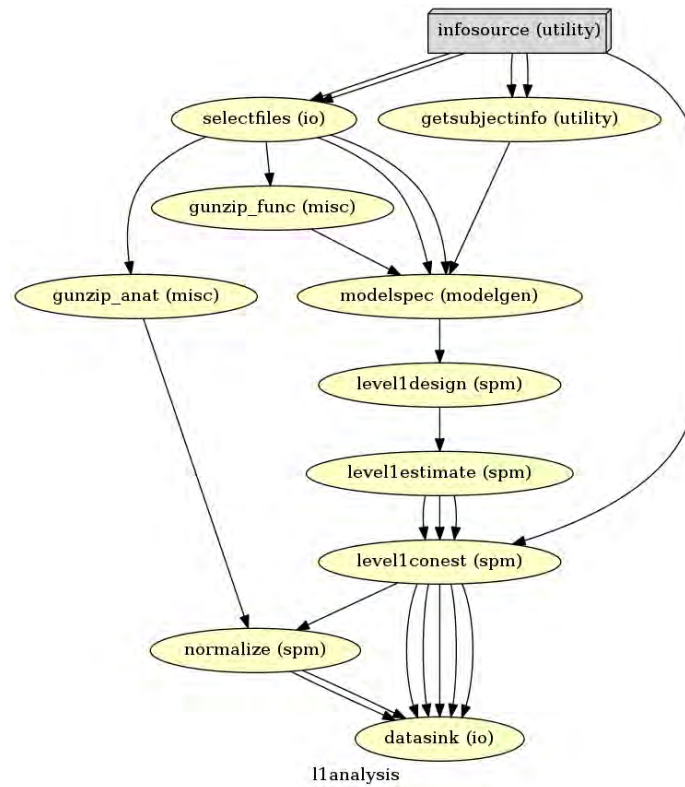 infosource (utility)
selectfiles (io)
getsubjectinfo (utility)
gunzip_func (misc)
gunzip_anat (misc)
modelspec (modelgen)
level1design (spm)
level1estimate (spm)
level1conest (spm)
normalize (spm)
datasink (io)
l1analysis